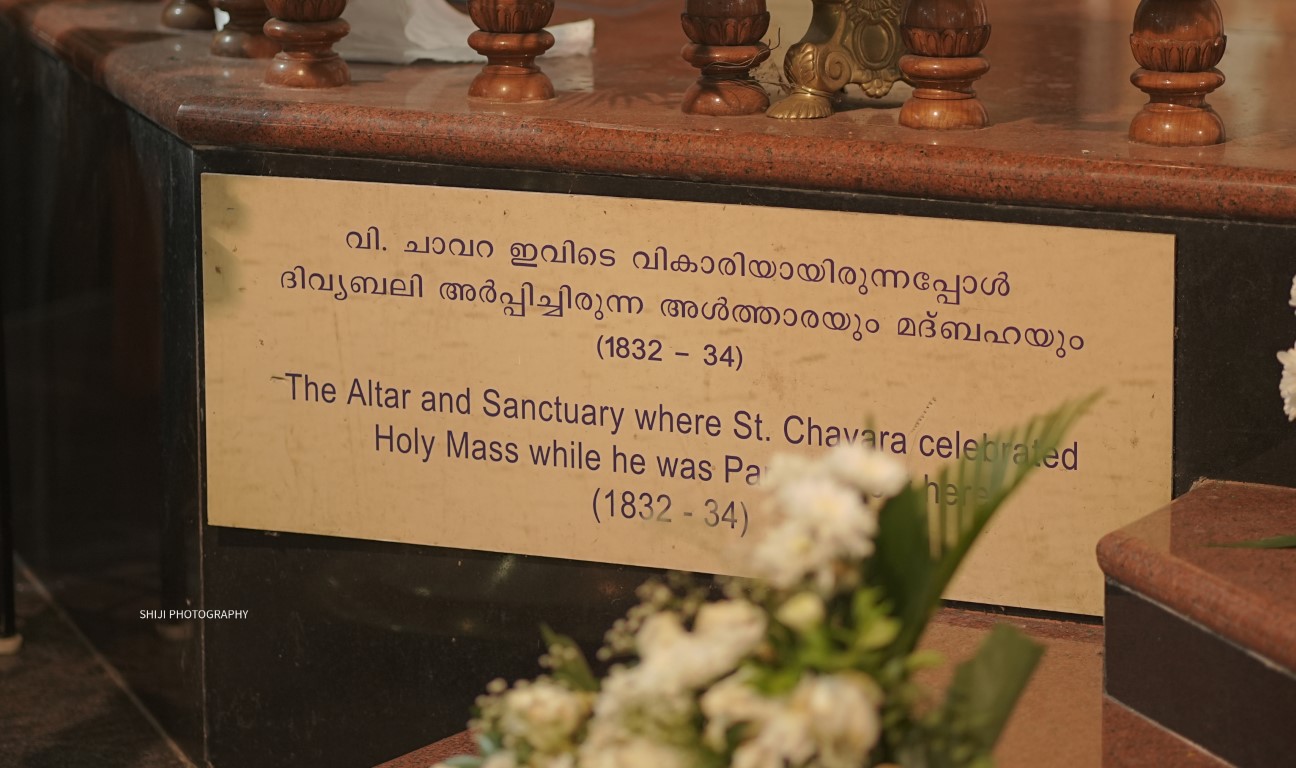 വി. ചാവറ ഇവിടെ വികാരിയായിരുന്നപ്പോൾ
ദിവ്യബലി അർപ്പിച്ചിരുന്ന അൾത്താരയും മദ്ബഹയും
(1832 – 34)
The Altar and Sanctuary where St. Chavara celebrated
Holy Mass while he was here
(1832 - 34)
SHIJI PHOTOGRAPHY